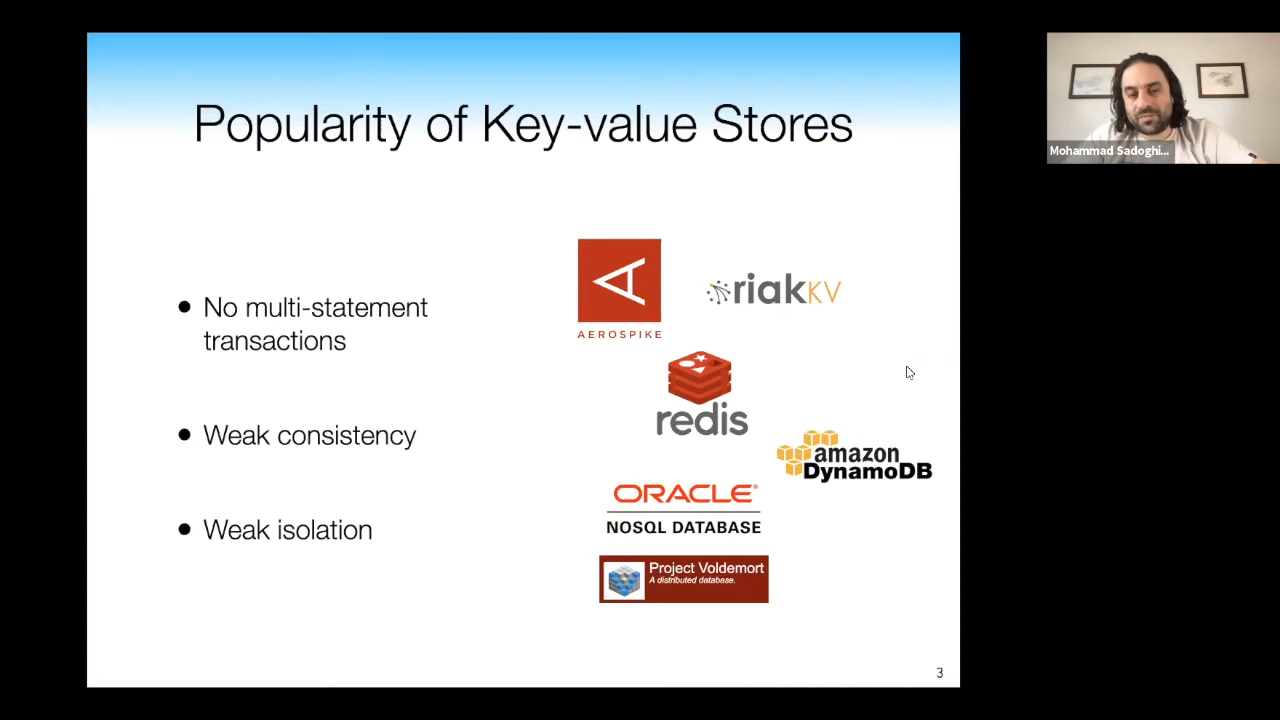 Popularity of Key-value Stores
Mohammad Sadoghi...
No multi-statement
transactions
Weak consistency
Weak isolation
AEROSPIKE
riakKV
redis
amazon
DynamoDB
ORACLE®
NOSQL DATABASE
Project Voldemort
A distributed database.
3